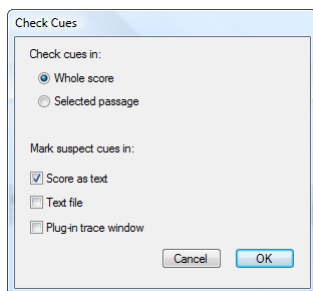 Check Cues
Check cues in:
Whole score
Selected passage
Mark suspect cues in:
Score as text
Text file
Plug-in trace window
Cancel OK